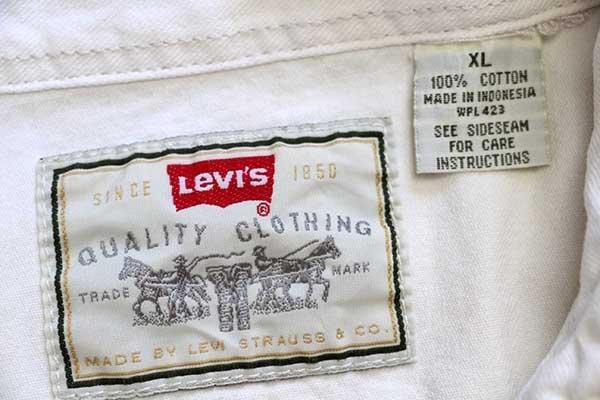 SINCE LEVI'S 1850
®
QUALITY CLOTHING
TRADE MARK
MADE BY LEVI STRAUSS & CO.
XL
100% COTTON
MADE IN INDONESIA
WPL 423
SEE SIDESEAM
FOR CARE
INSTRUCTIONS